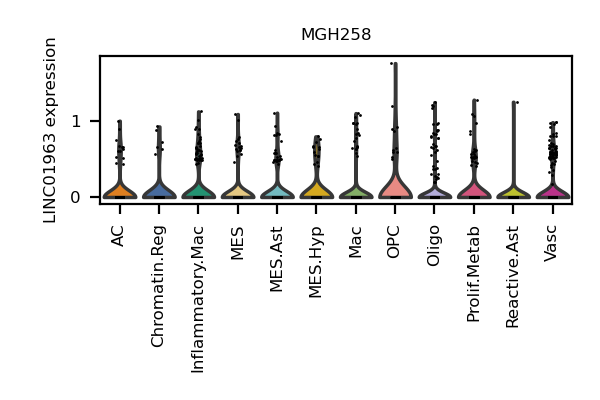 MGH258
LINC01963 expression
1
0
AC
Chromatin.Reg
Inflammatory.Mac
MES
MES.Ast
MES.Hyp
Mac
OPC
Oligo
Prolif.Metab
Reactive.Ast
Vasc